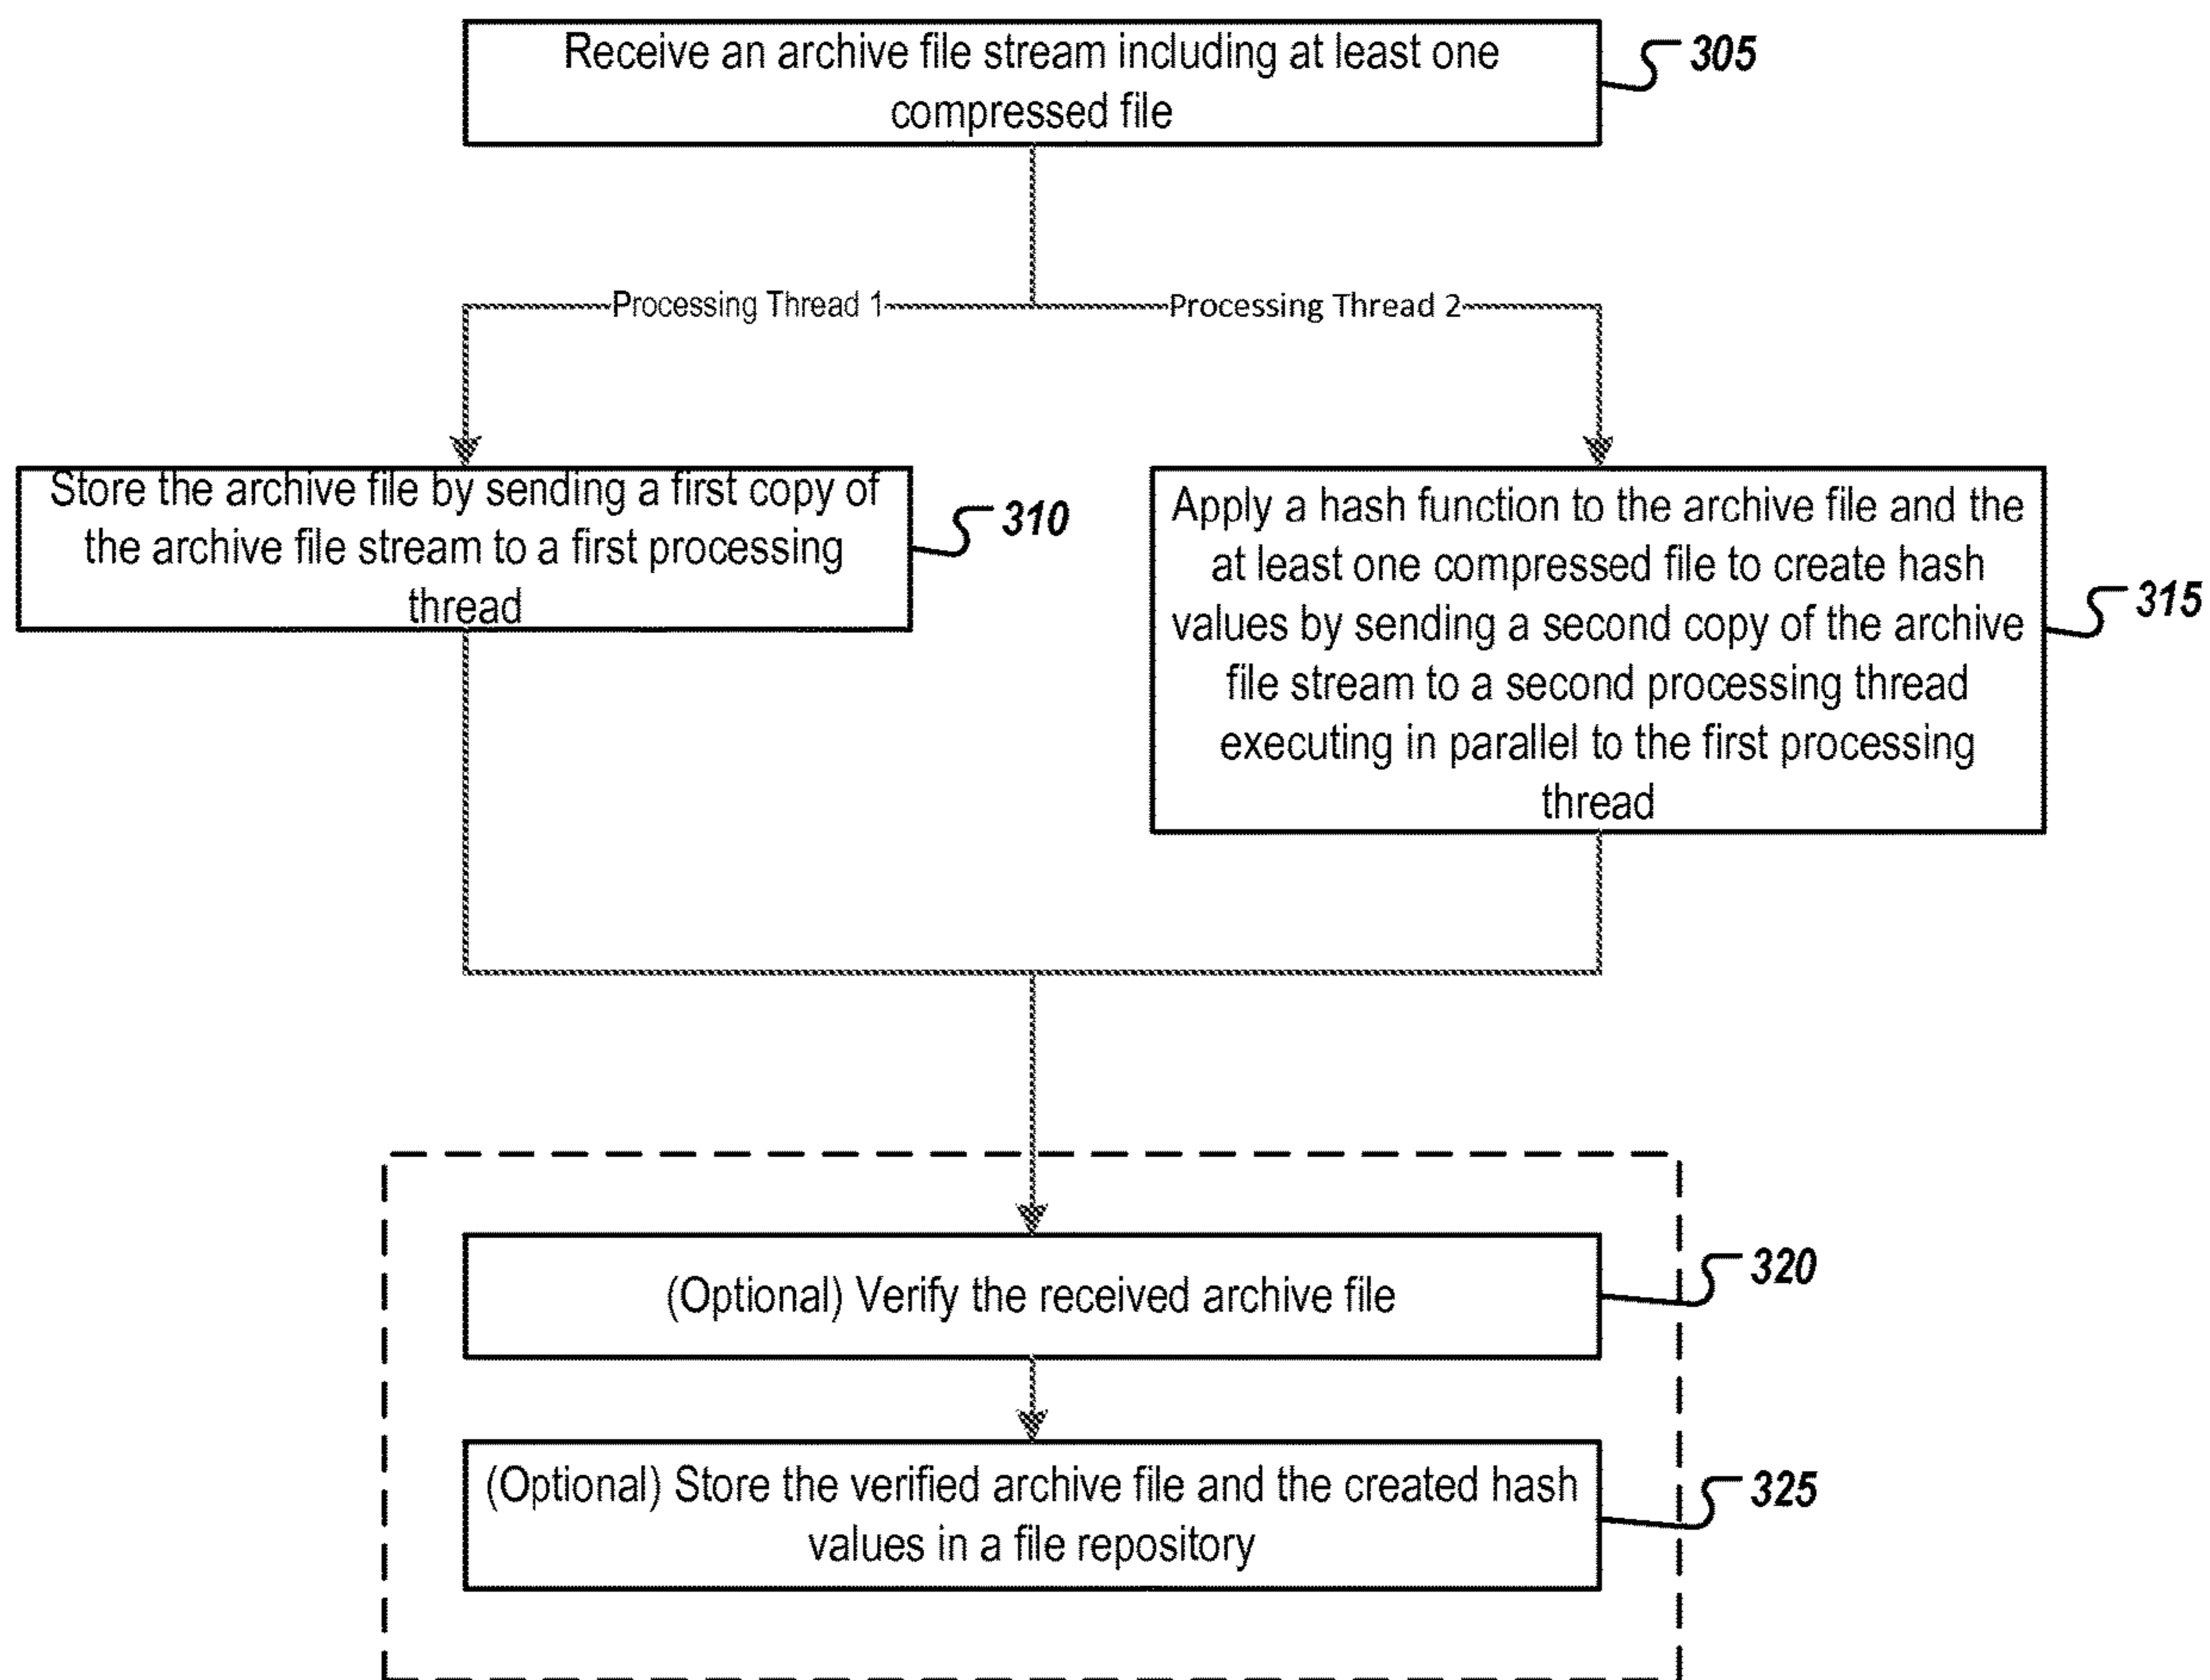 Receive an archive file stream including at least one
compressed file
305
Processing Thread 1
Processing Thread 2
Store the archive file by sending a first copy of
the archive file stream to a first processing
thread
310
Apply a hash function to the archive file and the
at least one compressed file to create hash
values by sending a second copy of the archive
file stream to a second processing thread
executing in parallel to the first processing
thread
315
(Optional) Verify the received archive file
320
(Optional) Store the verified archive file and the created hash
values in a file repository
325